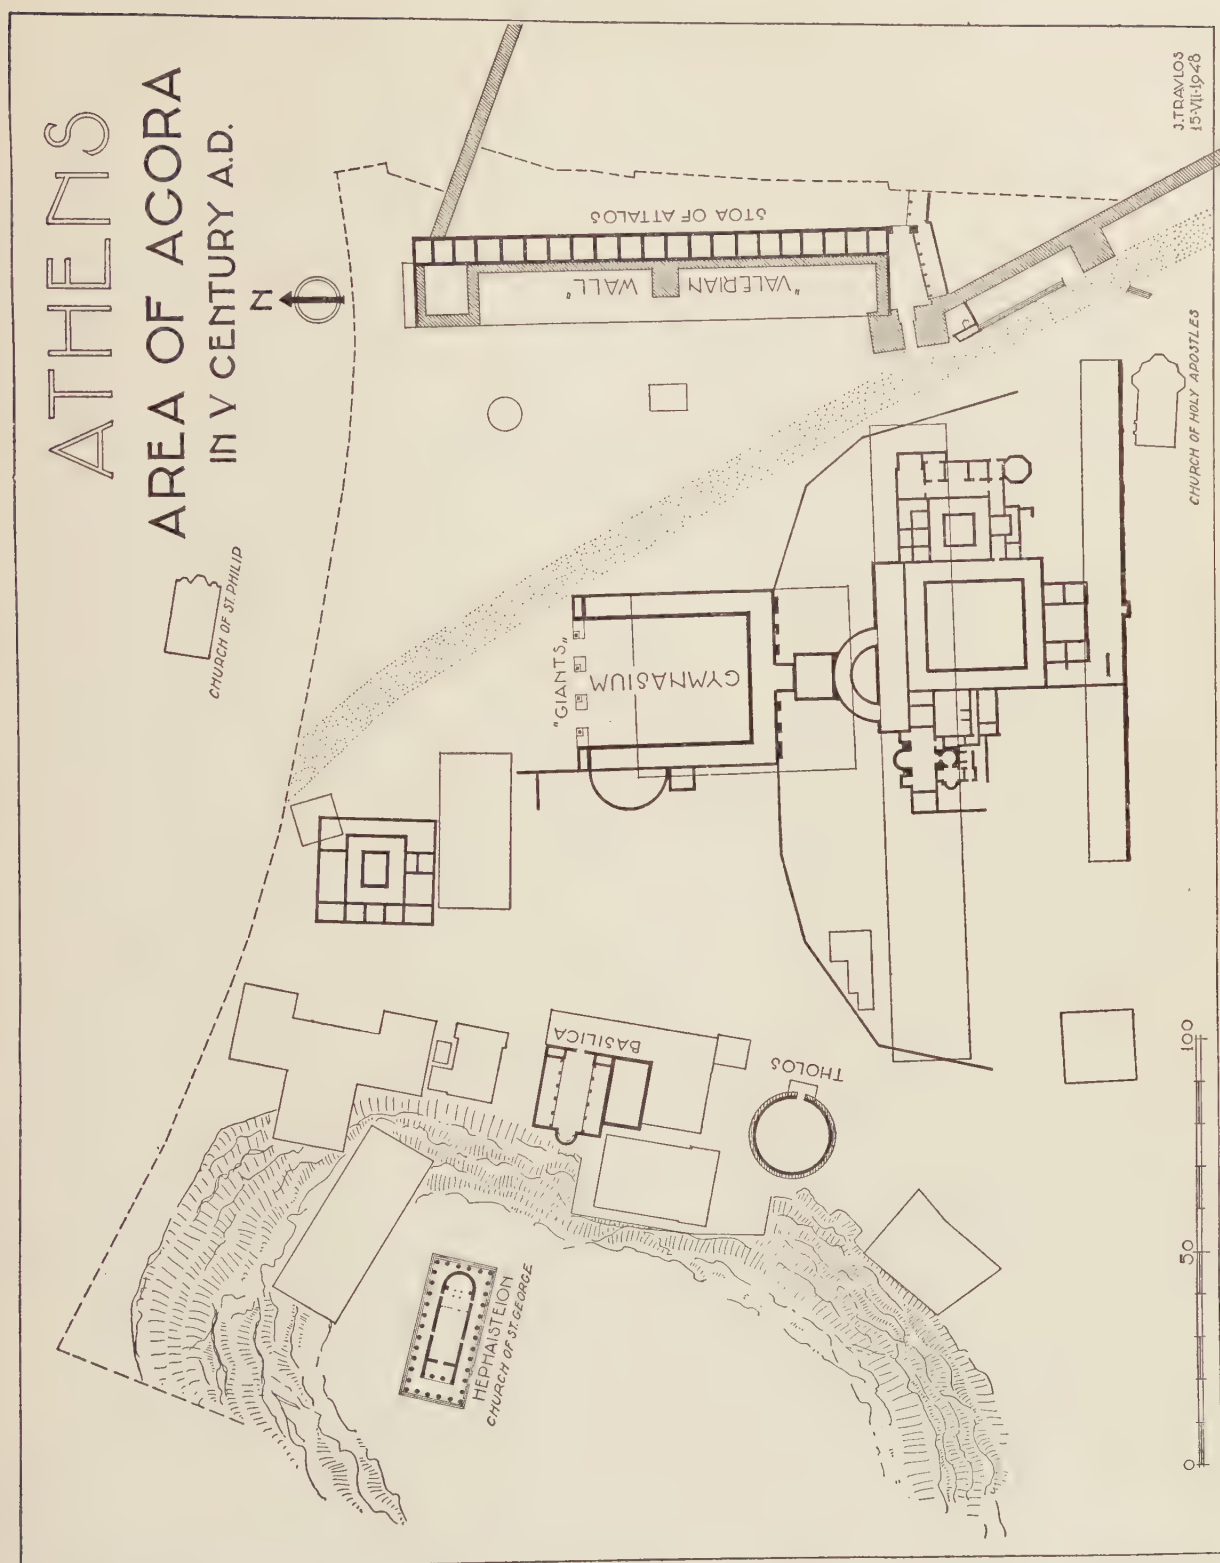 ATHENS
AREA OF AGORA
IN V CENTURY A.D.
N
J.TRAVLOS
15-VII-1948
CHURCH OF ST. PHILIP
STOA OF ATTALOS
"VALERIAN
WALL"
"GIANTS„
GYMNASIUM
CHURCH OF HOLY APOSTLES
BASILICA
THOLOS
HEPHAISTEION
CHURCH OF ST. GEORGE
0 50 100